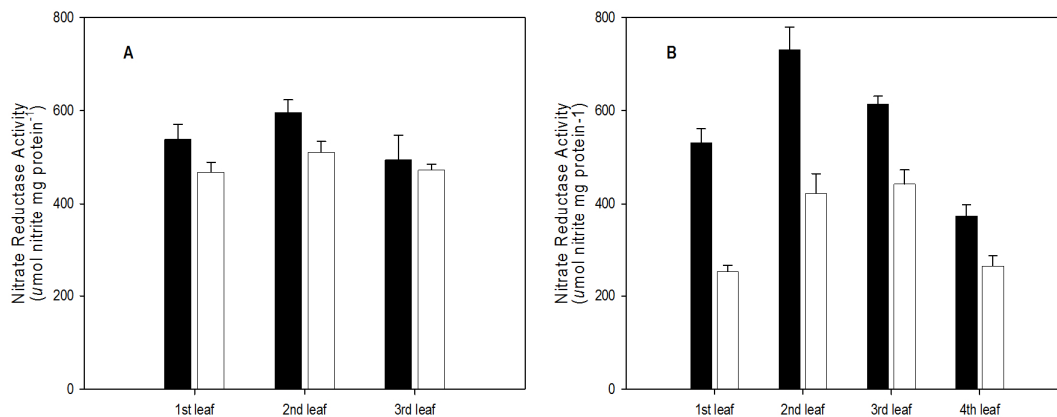 A
Nitrate Reductase Activity
(umol nitrite mg protein-1)
800
600
400
200
0
1st leaf 2nd leaf 3rd leaf
B
Nitrate Reductase Activity
(umol nitrite mg protein-1)
800
600
400
200
0
1st leaf 2nd leaf 3rd leaf 4th leaf